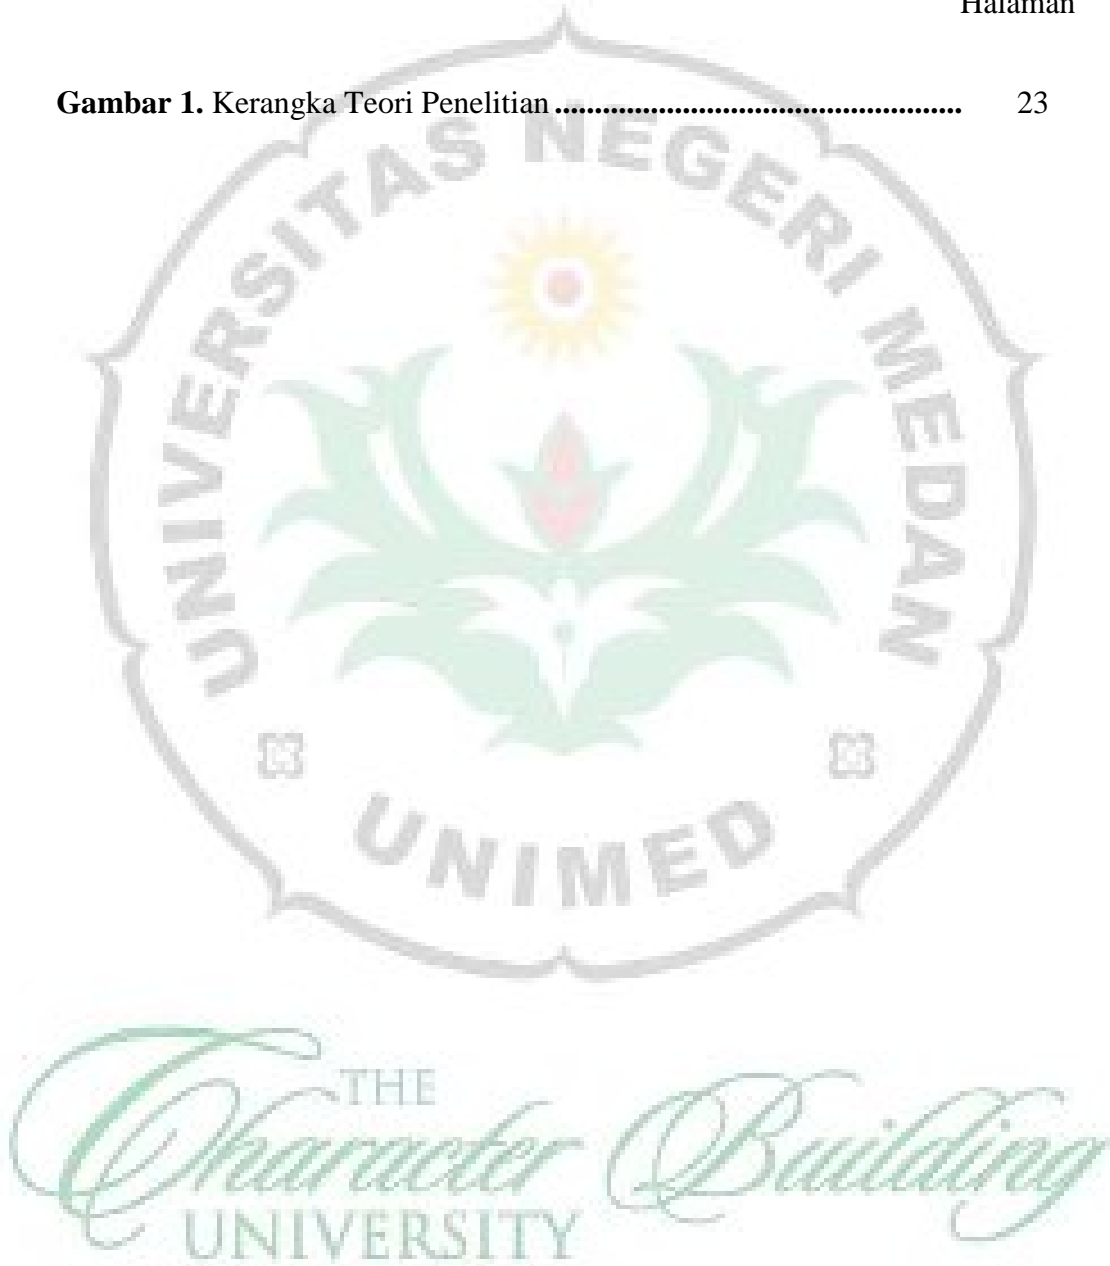 Halaman
Gambar 1. Kerangka Teori Penelitian .................................................. 23
UNIVERSITAS NEGERI MEDAN
UNIMED
THE
Character Building
UNIVERSITY